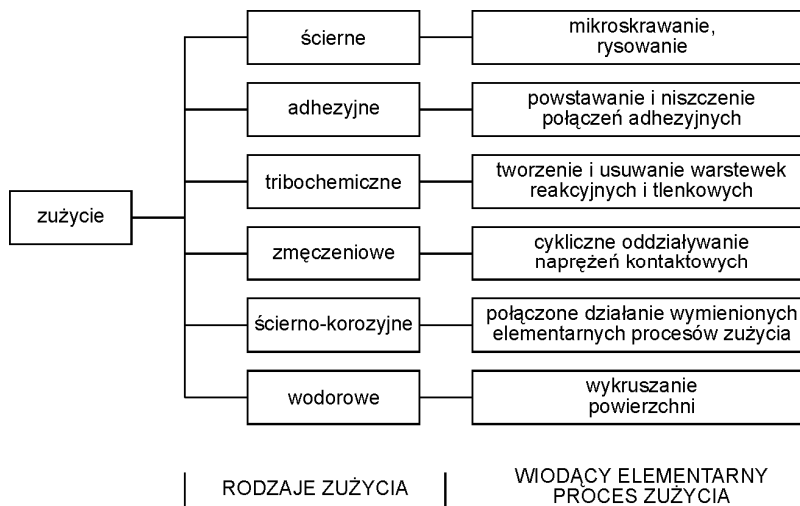 ścierne
mikroskrawanie,
rysowanie
adhezyjne
powstawanie i niszczenie
połączeń adhezyjnych
tribochemiczne
tworzenie i usuwanie warstewek
reakcyjnych i tlenkowych
zużycie
zmęczeniowe
cykliczne oddziaływanie
naprężeń kontaktowych
ścierno-korozyjne
połączone działanie wymienionych
elementarnych procesów zużycia
wodorowe
wykruszanie
powierzchni
RODZAJE ZUŻYCIA
WIODĄCY ELEMENTARNY
PROCES ZUŻYCIA